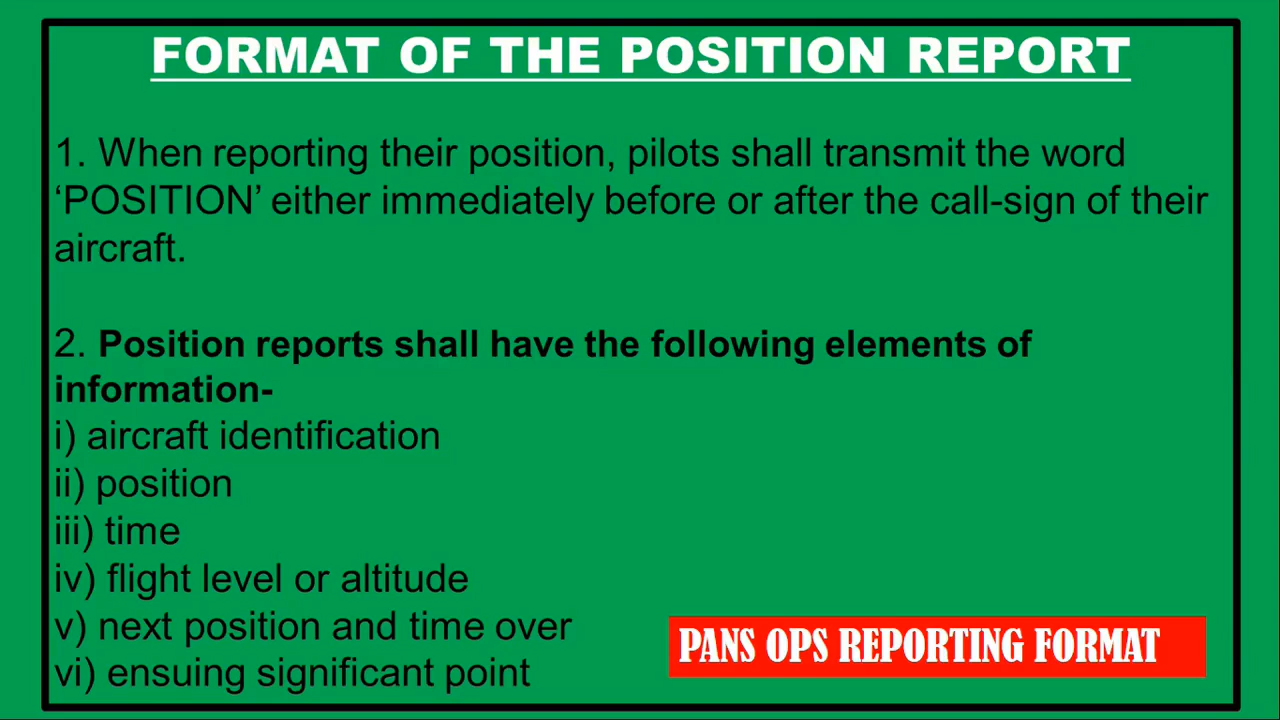 FORMAT OF THE POSITION REPORT
1. When reporting their position, pilots shall transmit the word
‘POSITION’ either immediately before or after the call-sign of their
aircraft.
2. Position reports shall have the following elements of
information-
i) aircraft identification
ii) position
iii) time
iv) flight level or altitude
v) next position and time over
vi) ensuing significant point
PANS OPS REPORTING FORMAT